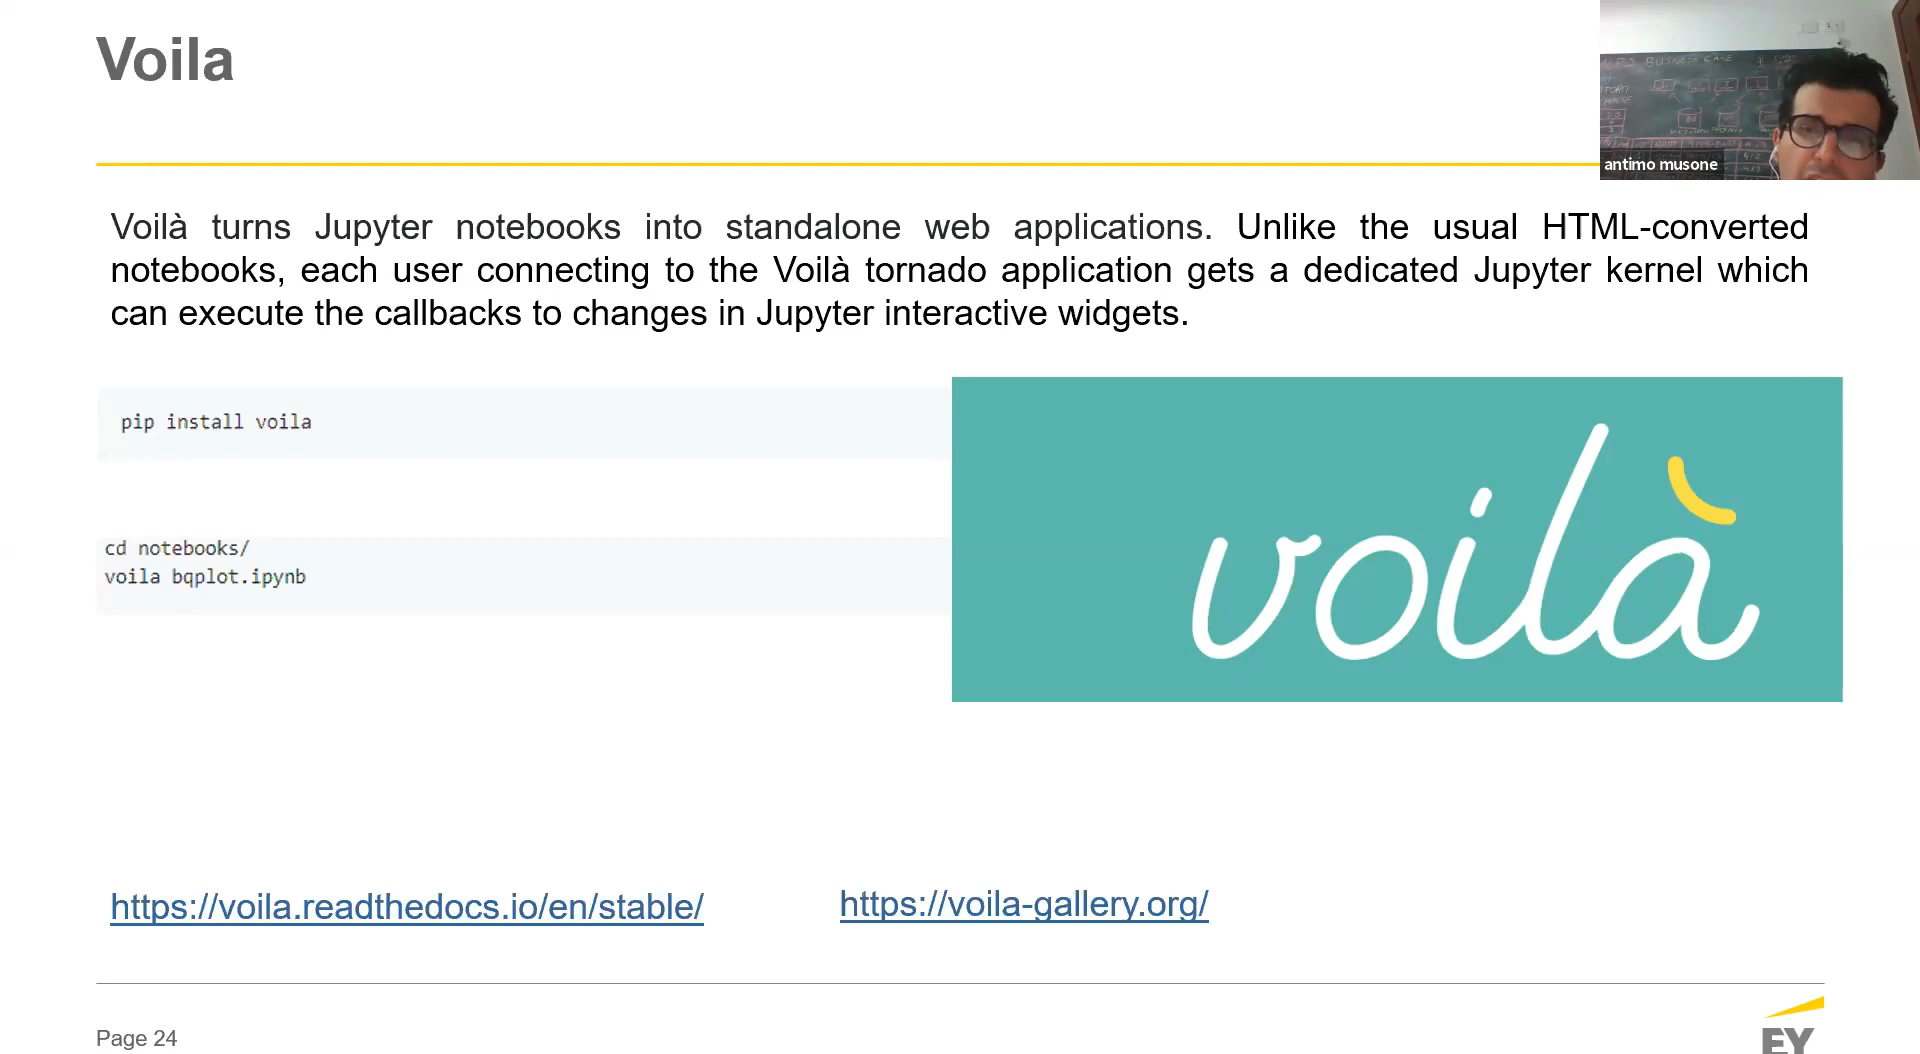 Voila
BUSINESS CASE
antimo musone
Voilà turns Jupyter notebooks into standalone web applications. Unlike the usual HTML-converted
notebooks, each user connecting to the Voilà tornado application gets a dedicated Jupyter kernel which
can execute the callbacks to changes in Jupyter interactive widgets.
pip install voila
cd notebooks/
voila bqplot.ipynb
voilà
https://voila.readthedocs.io/en/stable/
https://voila-gallery.org/
Page 24
EY